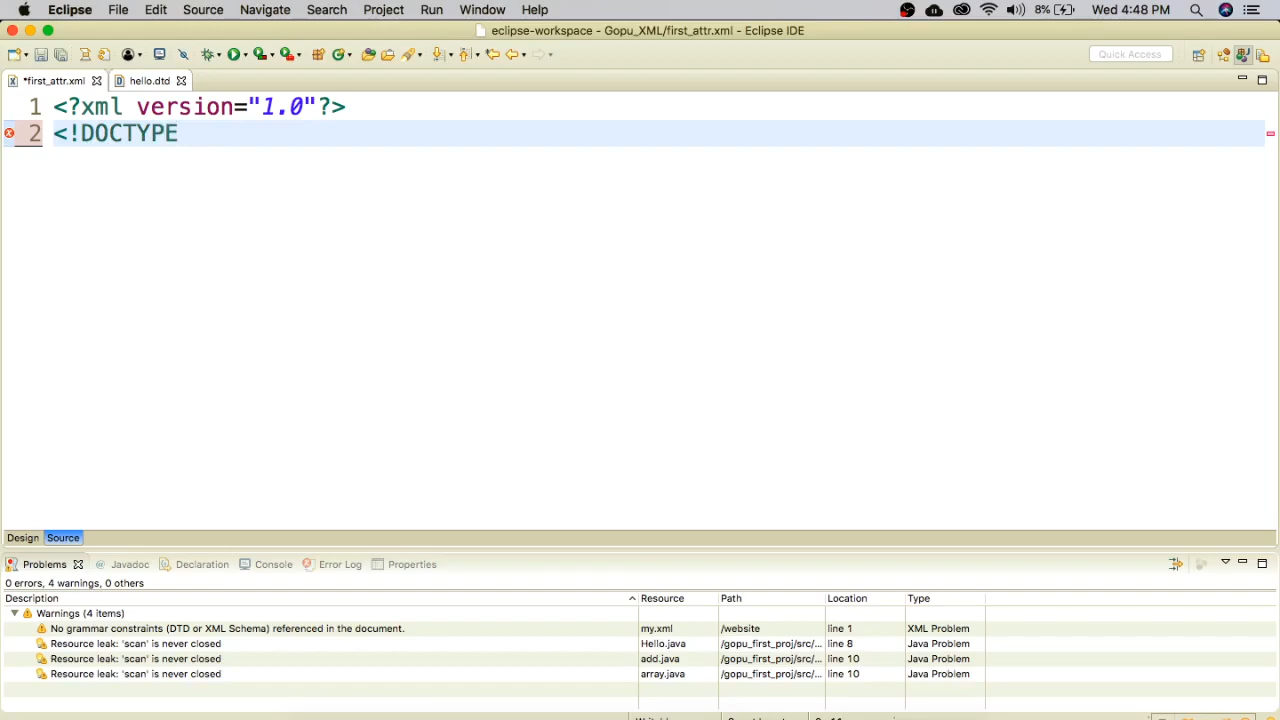 Eclipse File Edit Source Navigate Search Project Run Window Help 8% Wed 4:48 PM
eclipse-workspace - Gopu_XML/first_attr.xml - Eclipse IDE
Quick Access
*first_attr.xml hello.dtd
1 <?xml version="1.0"?>
2 <!DOCTYPE
Design Source
Problems @ Javadoc Declaration Console Error Log Properties
0 errors, 4 warnings, 0 others
Description Resource Path Location Type
Warnings (4 items)
No grammar constraints (DTD or XML Schema) referenced in the document. my.xml /website line 1 XML Problem
Resource leak: 'scan' is never closed Hello.java /gopu_first_proj/src/... line 8 Java Problem
Resource leak: 'scan' is never closed add.java /gopu_first_proj/src/... line 10 Java Problem
Resource leak: 'scan' is never closed array.java /gopu_first_proj/src/... line 10 Java Problem